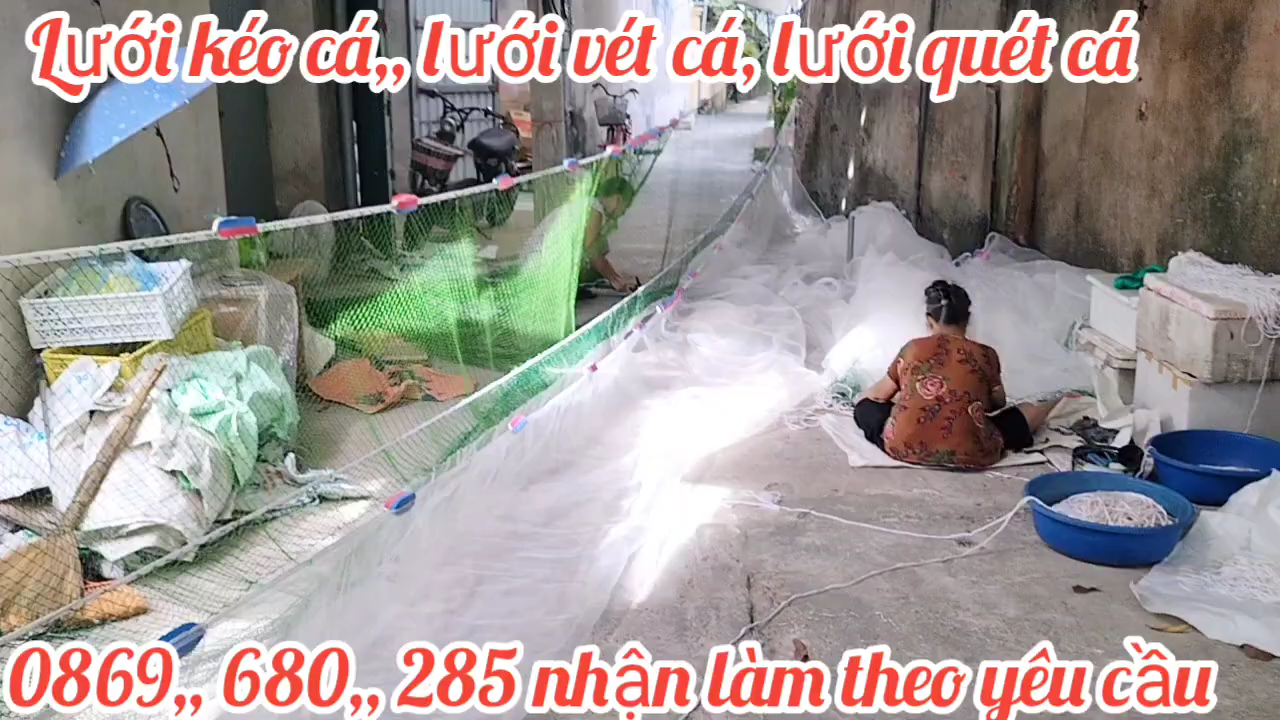 Lưới kéo cá,, lưới vét cá, lưới quét cá
0869,, 680,, 285 nhận làm theo yêu cầu